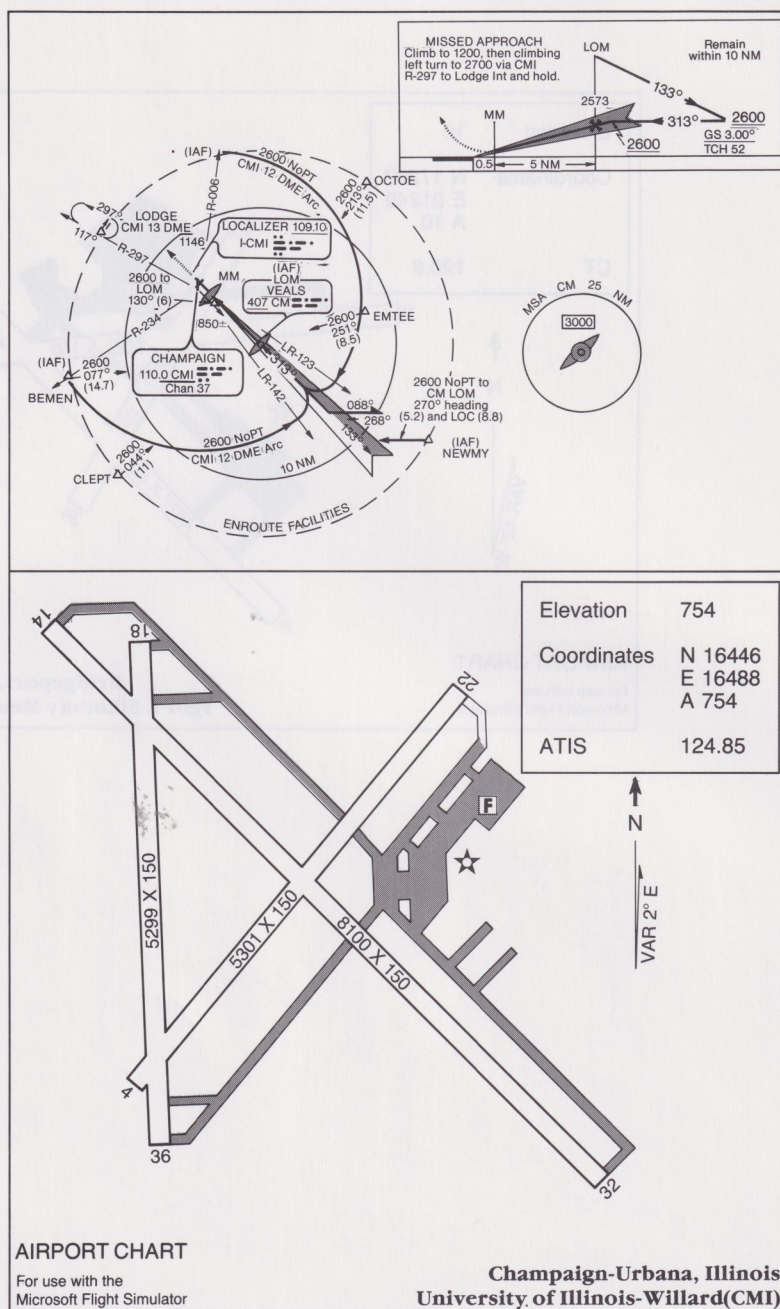 MISSED APPROACH
Climb to 1200, then climbing
left turn to 2700 via CMI
R-297 to Lodge Int and hold.
LOM
Remain
within 10 NM
133°
2573
MM
313°
2600
GS 3.00°
TCH 52
2600
0.5
5 NM
(IAF)
2600 NoPT
CMI 12 DME Arc
R-006
OCTOE
2600
213°
(11.5)
297°
117°
LODGE
CMI 13 DME
R-297
1146
LOCALIZER 109.10
I-CMI
MM
(IAF)
LOM
VEALS
407 CM
2600 to
LOM
130° (6)
R-234
850±
EMTEE
2600
251°
(8.5)
CHAMPAIGN
110.0 CMI
Chan 37
313°
LR-123
LR-142
(IAF)
BEMEN
2600
077°
(14.7)
2600 NoPT to
CM LOM
270° heading
(5.2) and LOC (8.8)
088°
268°
133°
(IAF)
NEWMY
2600 NoPT
CMI 12 DME Arc
10 NM
CLEPT
2600
044°
(11)
ENROUTE FACILITIES
MSA CM 25 NM
3000
Elevation 754
Coordinates N 16446
E 16488
A 754
ATIS 124.85
N
VAR 2° E
14
18
22
F
5299 X 150
5301 X 150
8100 X 150
4
36
32
AIRPORT CHART
For use with the
Microsoft Flight Simulator
Champaign-Urbana, Illinois
University of Illinois-Willard(CMI)